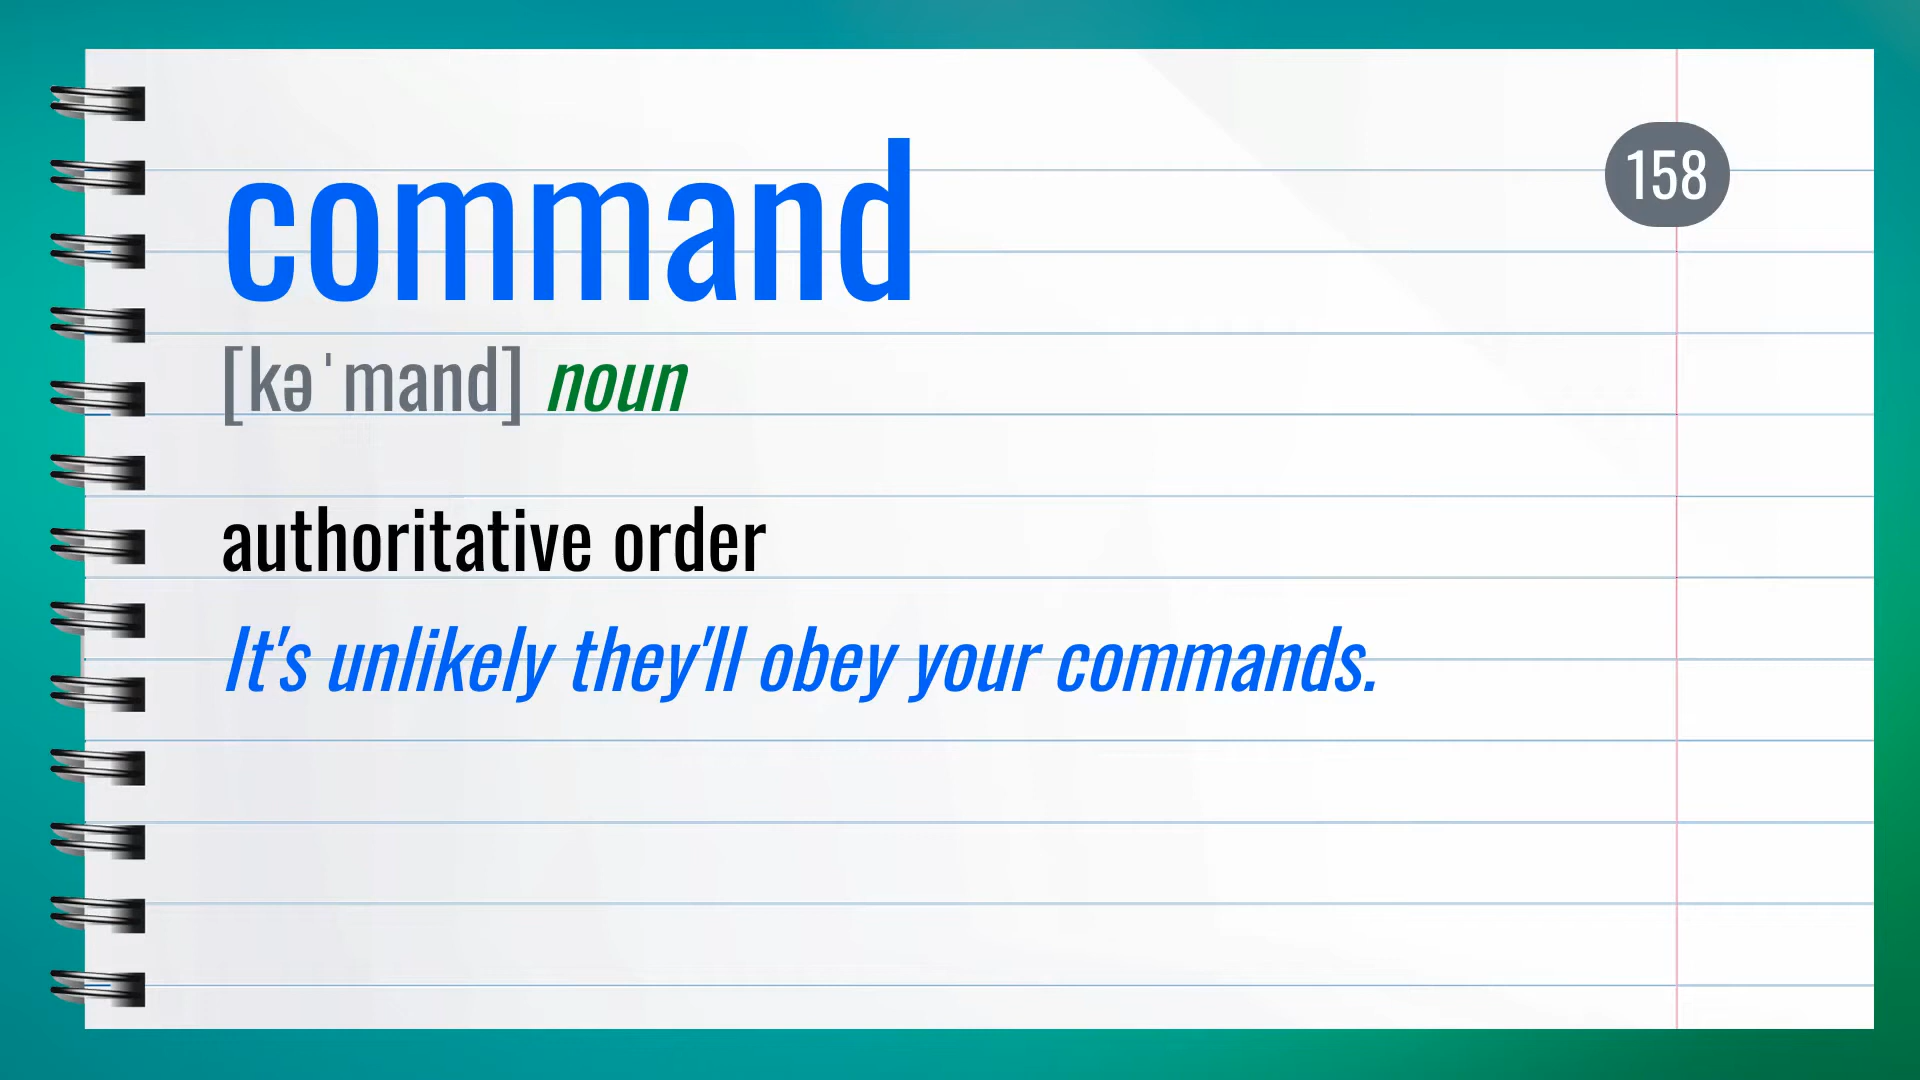 command
158
[kəˈmand] noun
authoritative order
It's unlikely they'll obey your commands.